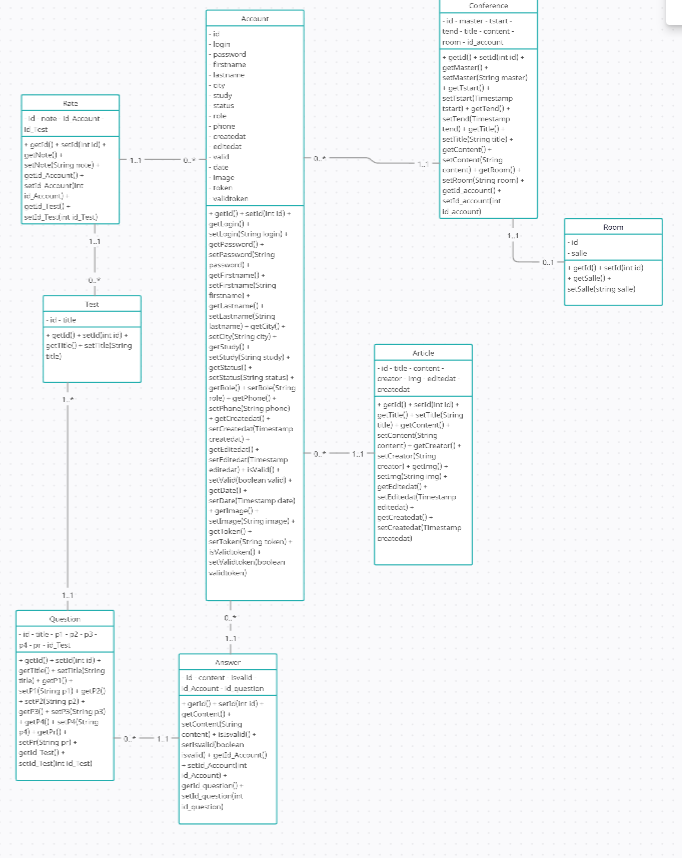 Conference
- id - master - tstart -
tend - title - content -
room - id_account
+ getId() + setId(int id) +
getMaster() +
setMaster(String master) +
getTstart() +
setTstart(Timestamp
tstart) + getTend() +
setTend(Timestamp
tend) + getTitle() +
setTitle(String title) +
getContent() +
setContent(String
content) + getRoom() +
setRoom(String room) +
getId_account() +
setId_account(int
id_account)
Account
- id
- login
- password
- firstname
- lastname
- city
- study
- status
- role
- phone
- createdat
- editedat
- valid
- date
- image
- token
- validtoken
+ getId() + setId(int id) +
getLogin() +
setLogin(String login) +
getPassword() +
setPassword(String
password) +
getFirstname() +
setFirstname(String
firstname) +
getLastname() +
setLastname(String
lastname) + getCity() +
setCity(String city) +
getStudy() +
setStudy(String study) +
getStatus() +
setStatus(String status) +
getRole() + setRole(String
role) + getPhone() +
setPhone(String phone)
+ getCreatedat() +
setCreatedat(Timestamp
createdat) +
getEditedat() +
setEditedat(Timestamp
editedat) + isValid() +
setValid(boolean valid) +
getDate() +
setDate(Timestamp date)
+ getImage() +
setImage(String image) +
getToken() +
setToken(String token) +
isValidtoken() +
setValidtoken(boolean
validtoken)
Rate
- id - note - id_Account -
id_Test
+ getId() + setId(int id) +
getNote() +
setNote(String note) +
getId_Account() +
setId_Account(int
id_Account) +
getId_Test() +
setId_Test(int id_Test)
1..1
0..*
0..*
1..1
1..1
0..1
Room
- id
- salle
+ getId() + setId(int id)
+ getSalle() +
setSalle(string salle)
1..1
0..*
Test
- id - title
+ getId() + setId(int id) +
getTitle() + setTitle(String
title)
1..*
1..1
Article
- id - title - content -
creator - img - editedat -
createdat
+ getId() + setId(int id) +
getTitle() + setTitle(String
title) + getContent() +
setContent(String
content) + getCreator() +
setCreator(String
creator) + getImg() +
setImg(String img) +
getEditedat() +
setEditedat(Timestamp
editedat) +
getCreatedat() +
setCreatedat(Timestamp
createdat)
0..*
1..1
0..*
1..1
Question
- id - title - p1 - p2 - p3 -
p4 - pr - id_Test
+ getId() + setId(int id) +
getTitle() + setTitle(String
title) + getP1() +
setP1(String p1) + getP2()
+ setP2(String p2) +
getP3() + setP3(String p3)
+ getP4() + setP4(String
p4) + getPr() +
setPr(String pr) +
getId_Test() +
setId_Test(int id_Test)
0..*
1..1
Answer
- id - content - isvalid -
id_Account - id_question
+ getId() + setId(int id) +
getContent() +
setContent(String
content) + isIsvalid() +
setIsvalid(boolean
isvalid) + getId_Account()
+ setId_Account(int
id_Account) +
getId_question() +
setId_question(int
id_question)